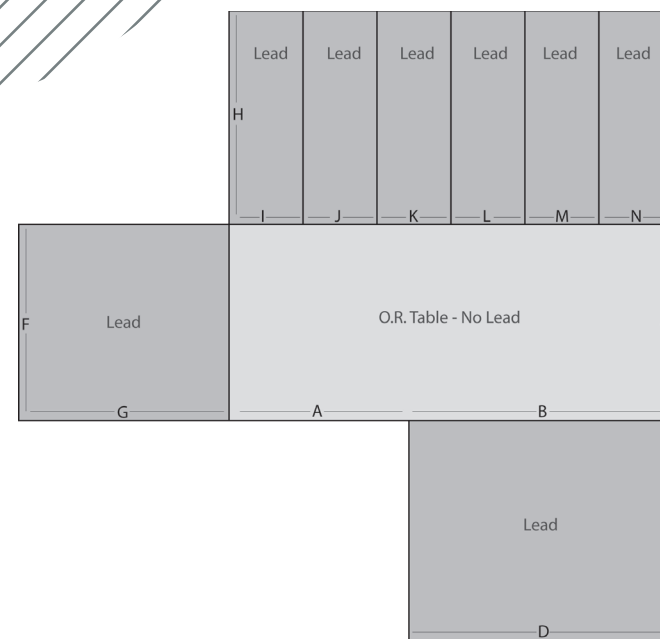 Lead Lead Lead Lead Lead Lead
H
I J K L M N
O.R. Table - No Lead
F Lead
G A B
Lead
D